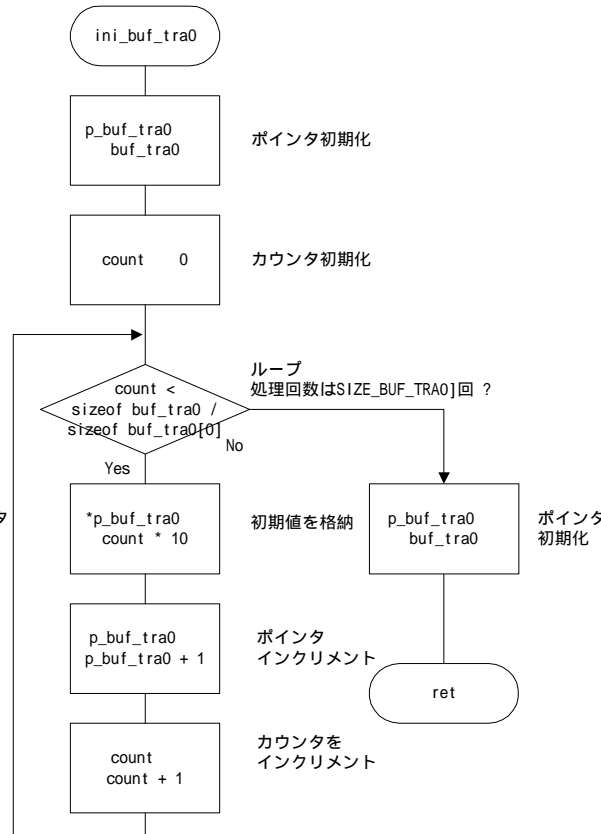 ini_buf_tra0
p_buf_tra0
buf_tra0
ポインタ初期化
count 0
カウンタ初期化
ループ
処理回数はSIZE_BUF_TRA0]回 ?
count <
sizeof buf_tra0 /
sizeof buf_tra0[0]
No
Yes
タ
*p_buf_tra0
count * 10
初期値を格納
p_buf_tra0
buf_tra0
ポインタ
初期化
p_buf_tra0
p_buf_tra0 + 1
ポインタ
インクリメント
ret
count
count + 1
カウンタを
インクリメント